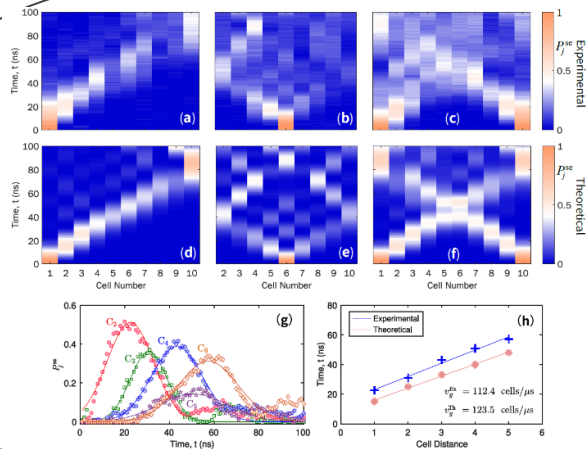 100
80
60
40
20
0
Time, t (ns)
(a)
(b)
(c)
1
0.5
0
P_j^se
Experimental
100
80
60
40
20
0
Time, t (ns)
(d)
(e)
(f)
1
0.5
0
P_j^se
Theoretical
1 2 3 4 5 6 7 8 9 10
2 3 4 5 6 7 8 9 10
1 2 3 4 5 6 7 8 9 10
Cell Number
Cell Number
Cell Number
0.6
0.4
0.2
0
P_j^se
(g)
C₂
C₃
C₄
C₅
C₆
0 20 40 60 80 100
Time, t (ns)
80
60
40
20
0
Time, t (ns)
Experimental
Theoretical
(h)
v_g^Ex = 112.4 cells/μs
v_g^Th = 123.5 cells/μs
0 1 2 3 4 5 6
Cell Distance